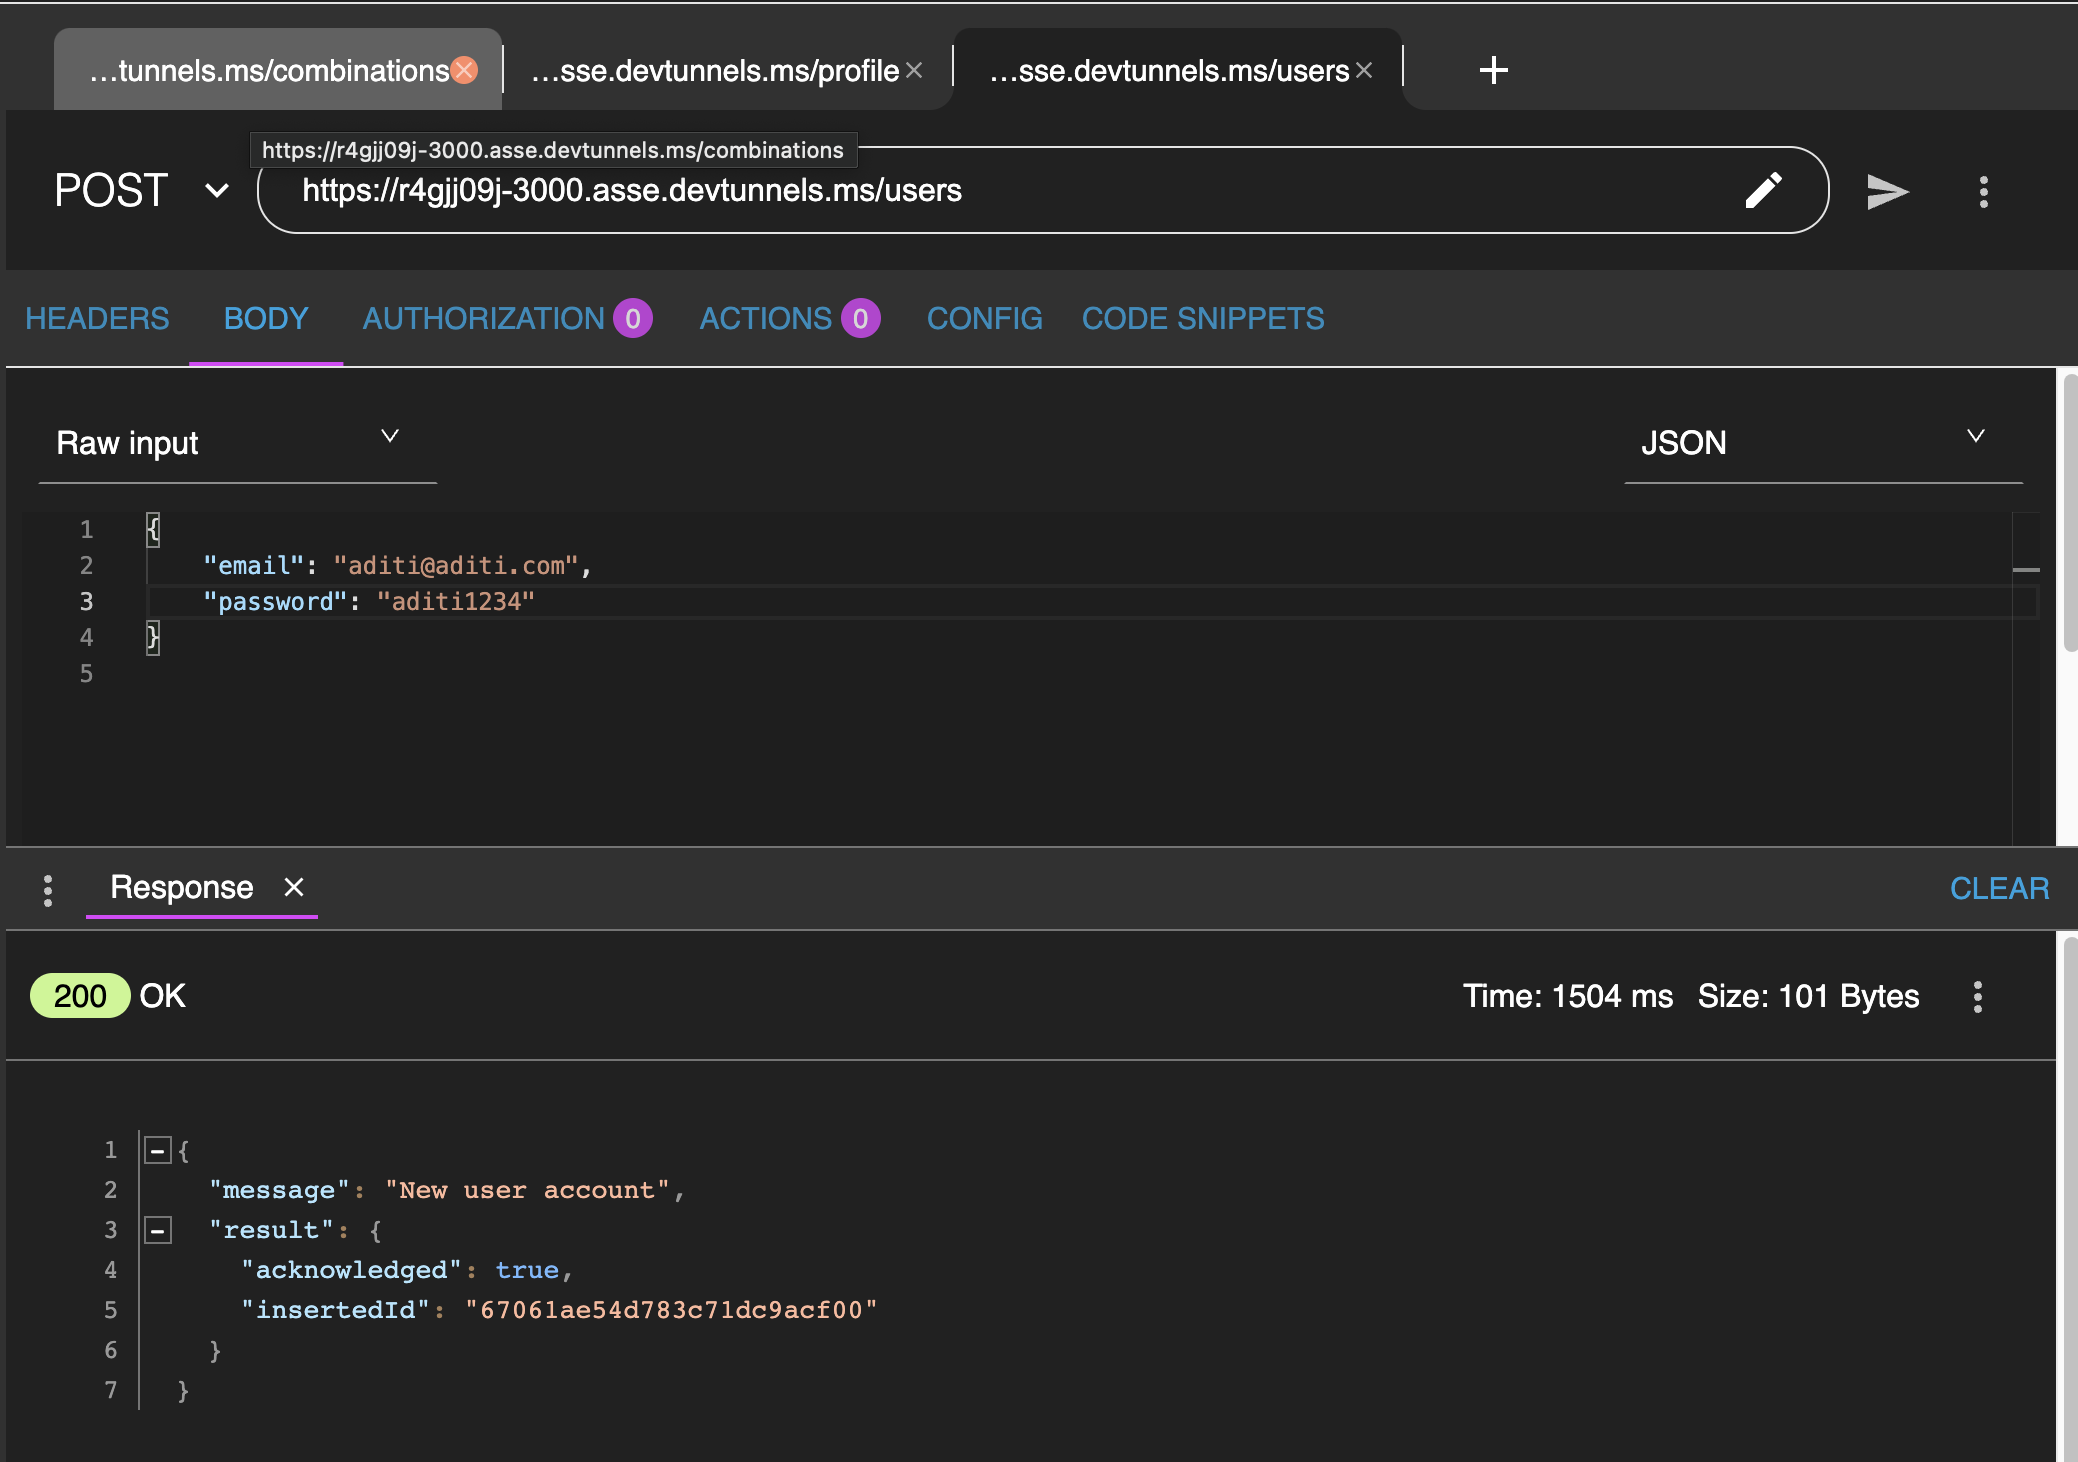 ...tunnels.ms/combinations
...sse.devtunnels.ms/profile
...sse.devtunnels.ms/users
https://r4gjj09j-3000.asse.devtunnels.ms/combinations
POST
https://r4gjj09j-3000.asse.devtunnels.ms/users
HEADERS BODY AUTHORIZATION 0 ACTIONS 0 CONFIG CODE SNIPPETS
Raw input JSON
1 {
2 "email": "aditi@aditi.com",
3 "password": "aditi1234"
4 }
5
Response CLEAR
200 OK Time: 1504 ms Size: 101 Bytes
1 {
2 "message": "New user account",
3 "result": {
4 "acknowledged": true,
5 "insertedId": "67061ae54d783c71dc9acf00"
6 }
7 }